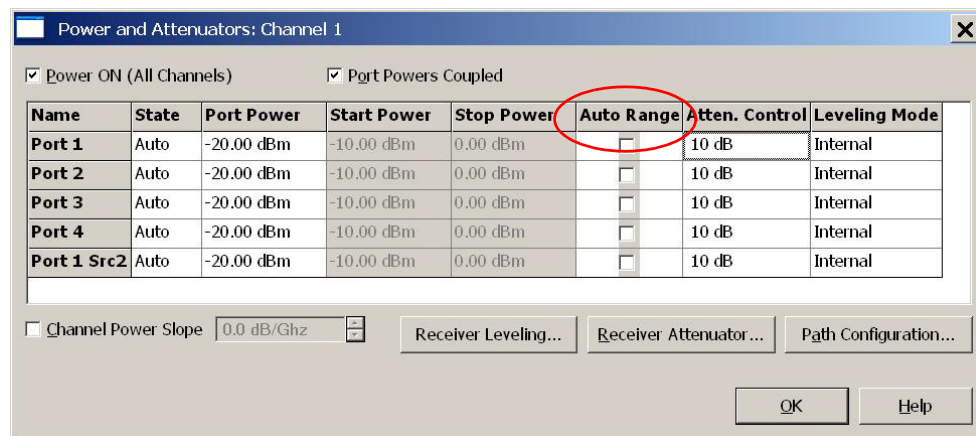 Power and Attenuators: Channel 1
Power ON (All Channels) Port Powers Coupled
Name State Port Power Start Power Stop Power Auto Range Atten. Control Leveling Mode
Port 1 Auto -20.00 dBm -10.00 dBm 0.00 dBm 10 dB Internal
Port 2 Auto -20.00 dBm -10.00 dBm 0.00 dBm 10 dB Internal
Port 3 Auto -20.00 dBm -10.00 dBm 0.00 dBm 10 dB Internal
Port 4 Auto -20.00 dBm -10.00 dBm 0.00 dBm 10 dB Internal
Port 1 Src2 Auto -20.00 dBm -10.00 dBm 0.00 dBm 10 dB Internal
Channel Power Slope 0.0 dB/Ghz Receiver Leveling... Receiver Attenuator... Path Configuration...
OK Help